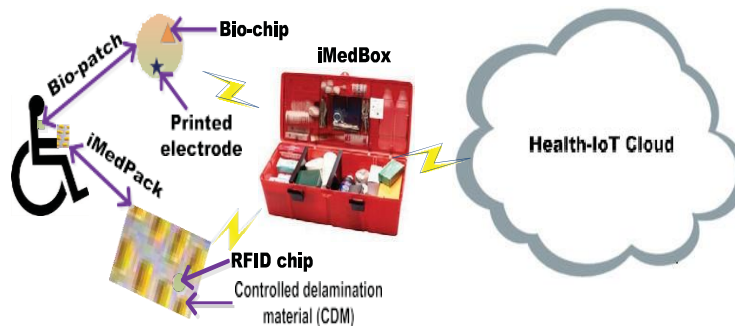 Bio-chip
iMedBox
Bio-patch
Printed
electrode
Health-IoT Cloud
iMedPack
RFID chip
Controlled delamination
material (CDM)